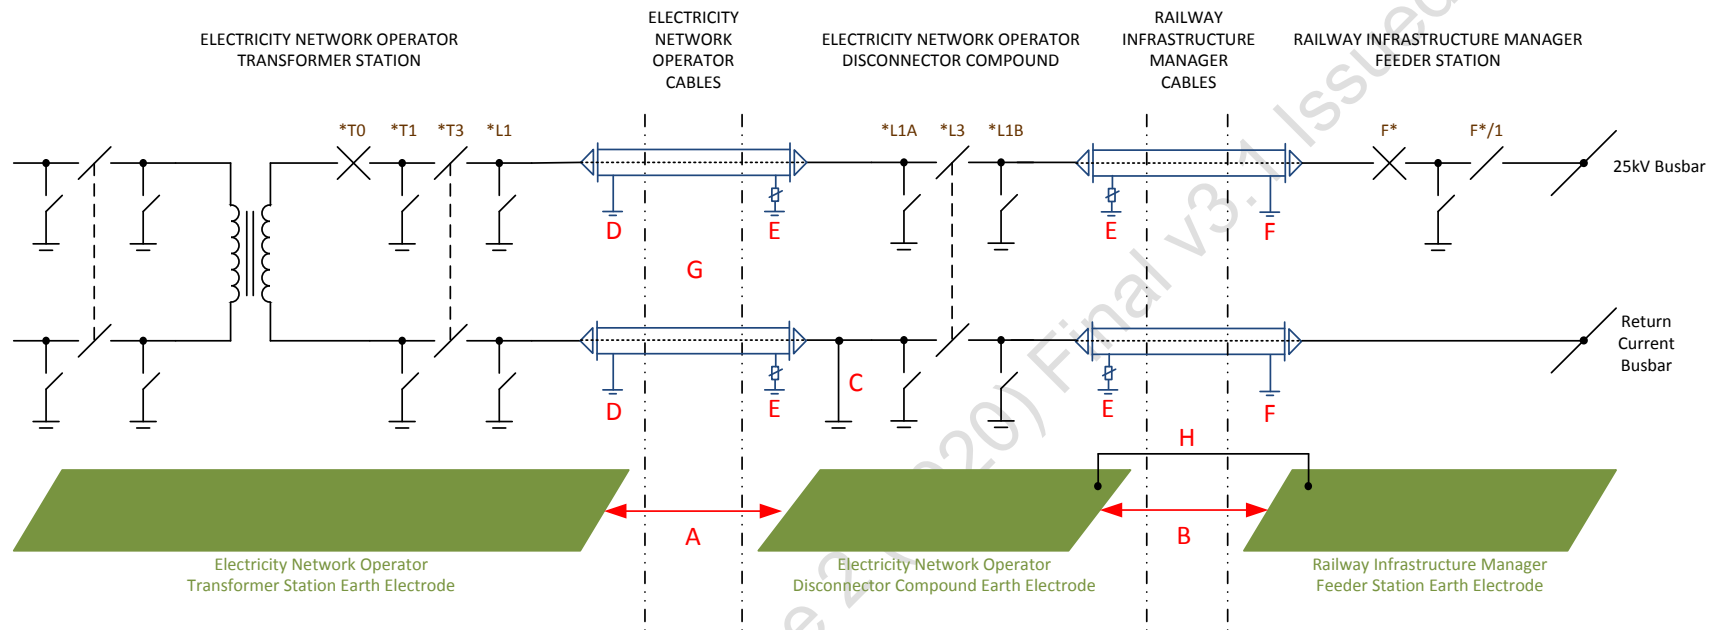 ELECTRICITY NETWORK OPERATOR
TRANSFORMER STATION
ELECTRICITY
NETWORK
OPERATOR
CABLES
ELECTRICITY NETWORK OPERATOR
DISCONNECTOR COMPOUND
RAILWAY
INFRASTRUCTURE
MANAGER
CABLES
RAILWAY INFRASTRUCTURE MANAGER
FEEDER STATION
*T0 *T1 *T3 *L1 *L1A *L3 *L1B F* F*/1
25kV Busbar
D E E F
G
Return
Current
Busbar
C
D E E F
H
A B
Electricity Network Operator
Transformer Station Earth Electrode
Electricity Network Operator
Disconnector Compound Earth Electrode
Railway Infrastructure Manager
Feeder Station Earth Electrode
20) Final v3.1 Issued